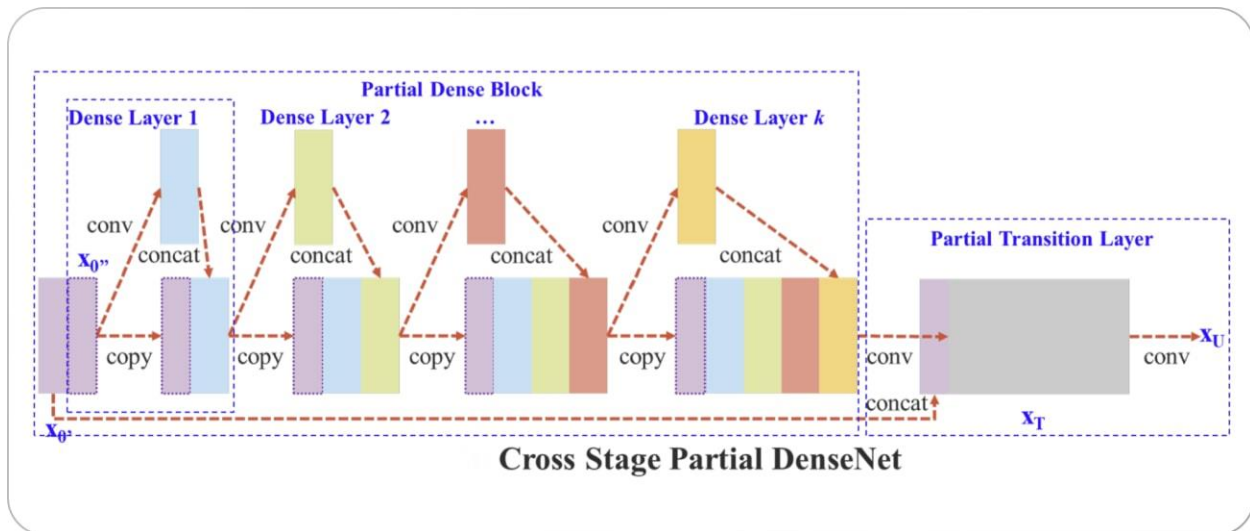 Partial Dense Block
Dense Layer 1
Dense Layer 2
...
Dense Layer k
conv
conv
conv
conv
Partial Transition Layer
x0''
concat
concat
concat
concat
copy
copy
copy
copy
conv
conv
xU
x0'
concat
xT
Cross Stage Partial DenseNet